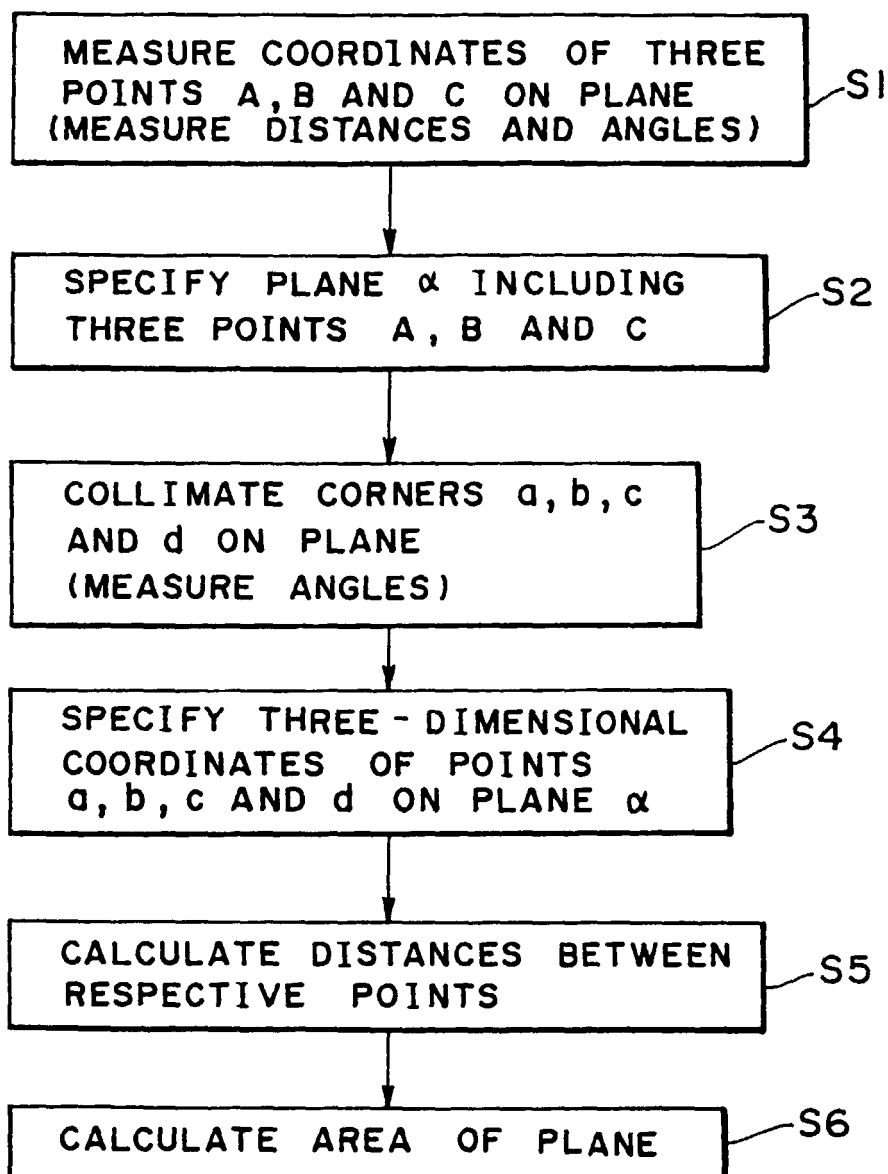 MEASURE COORDINATES OF THREE
POINTS A, B AND C ON PLANE
(MEASURE DISTANCES AND ANGLES)
S1
SPECIFY PLANE α INCLUDING
THREE POINTS A, B AND C
S2
COLLIMATE CORNERS a, b, c
AND d ON PLANE
(MEASURE ANGLES)
S3
SPECIFY THREE-DIMENSIONAL
COORDINATES OF POINTS
a, b, c AND d ON PLANE α
S4
CALCULATE DISTANCES BETWEEN
RESPECTIVE POINTS
S5
CALCULATE AREA OF PLANE
S6